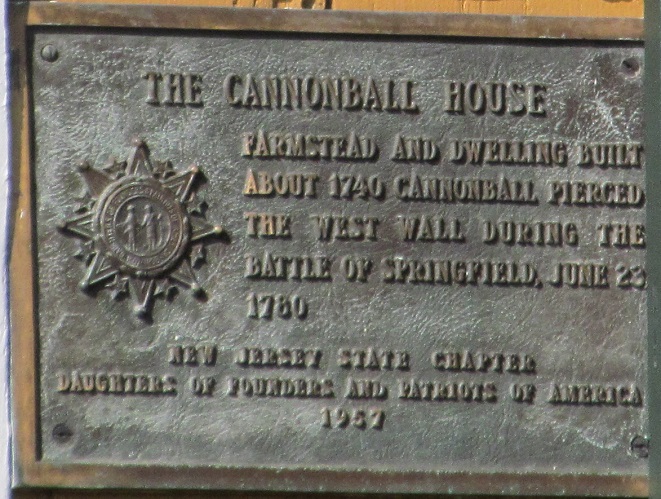 THE CANNONBALL HOUSE
FARMSTEAD AND DWELLING BUILT
ABOUT 1740 CANNONBALL PIERCED
THE WEST WALL DURING THE
BATTLE OF SPRINGFIELD, JUNE 23
1780
NEW JERSEY STATE CHAPTER
DAUGHTERS OF FOUNDERS AND PATRIOTS OF AMERICA
1957